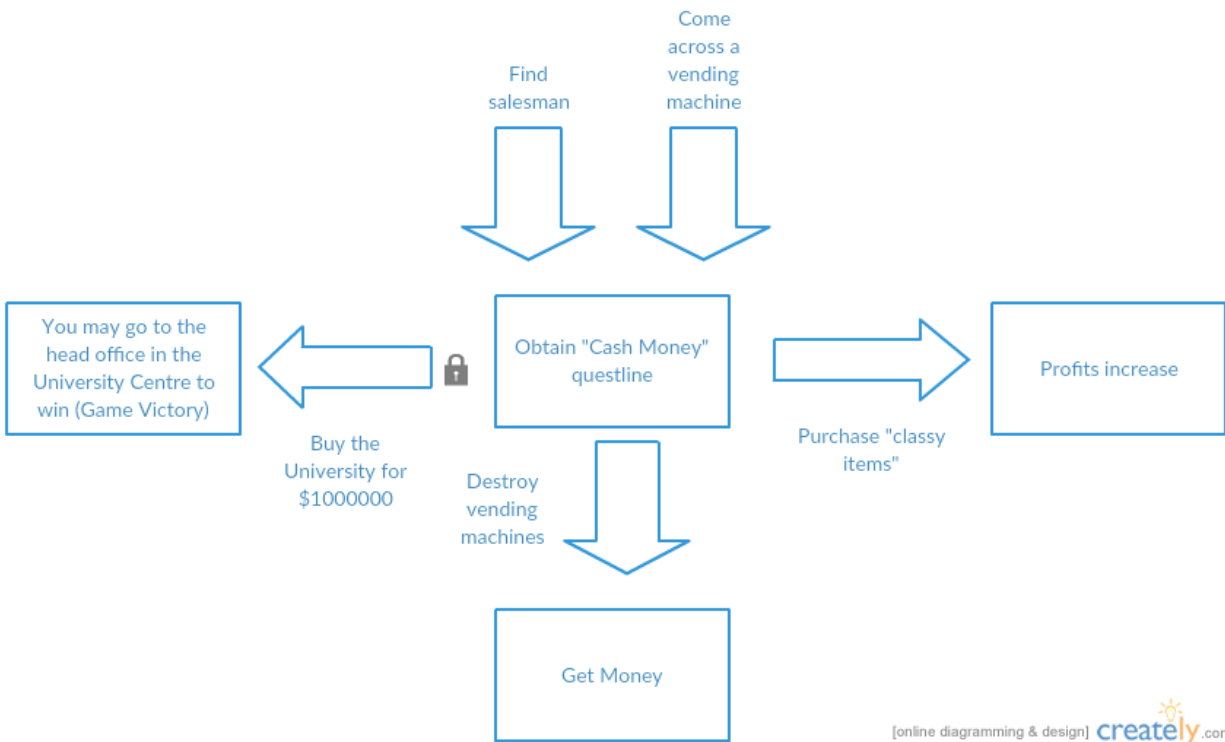 Come
across a
vending
machine
Find
salesman
You may go to the
head office in the
University Centre to
win (Game Victory)
Obtain "Cash Money"
questline
Profits increase
Buy the
University for
$1000000
Purchase "classy
items"
Destroy
vending
machines
Get Money
[online diagramming & design] creately.com